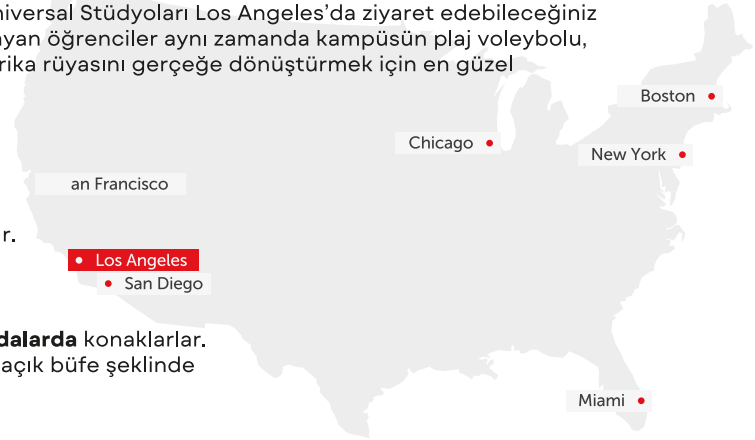 niversal Stüdyoları Los Angeles’da ziyaret edebileceğiniz
yan öğrenciler aynı zamanda kampüsün plaj voleybolu,
rika rüyasını gerçeğe dönüştürmek için en güzel
Boston
Chicago
New York
an Francisco
r.
Los Angeles
San Diego
dalarda konaklarlar.
açık büfe şeklinde
Miami